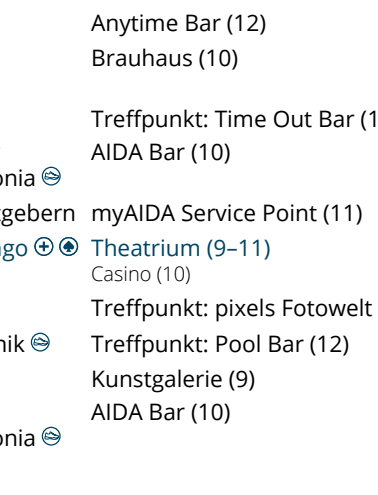 Anytime Bar (12)
Brauhaus (10)
Treffpunkt: Time Out Bar (1
AIDA Bar (10)
onia
gebern myAIDA Service Point (11)
go Theatrium (9–11)
Casino (10)
Treffpunkt: pixels Fotowelt
nik Treffpunkt: Pool Bar (12)
Kunstgalerie (9)
AIDA Bar (10)
onia